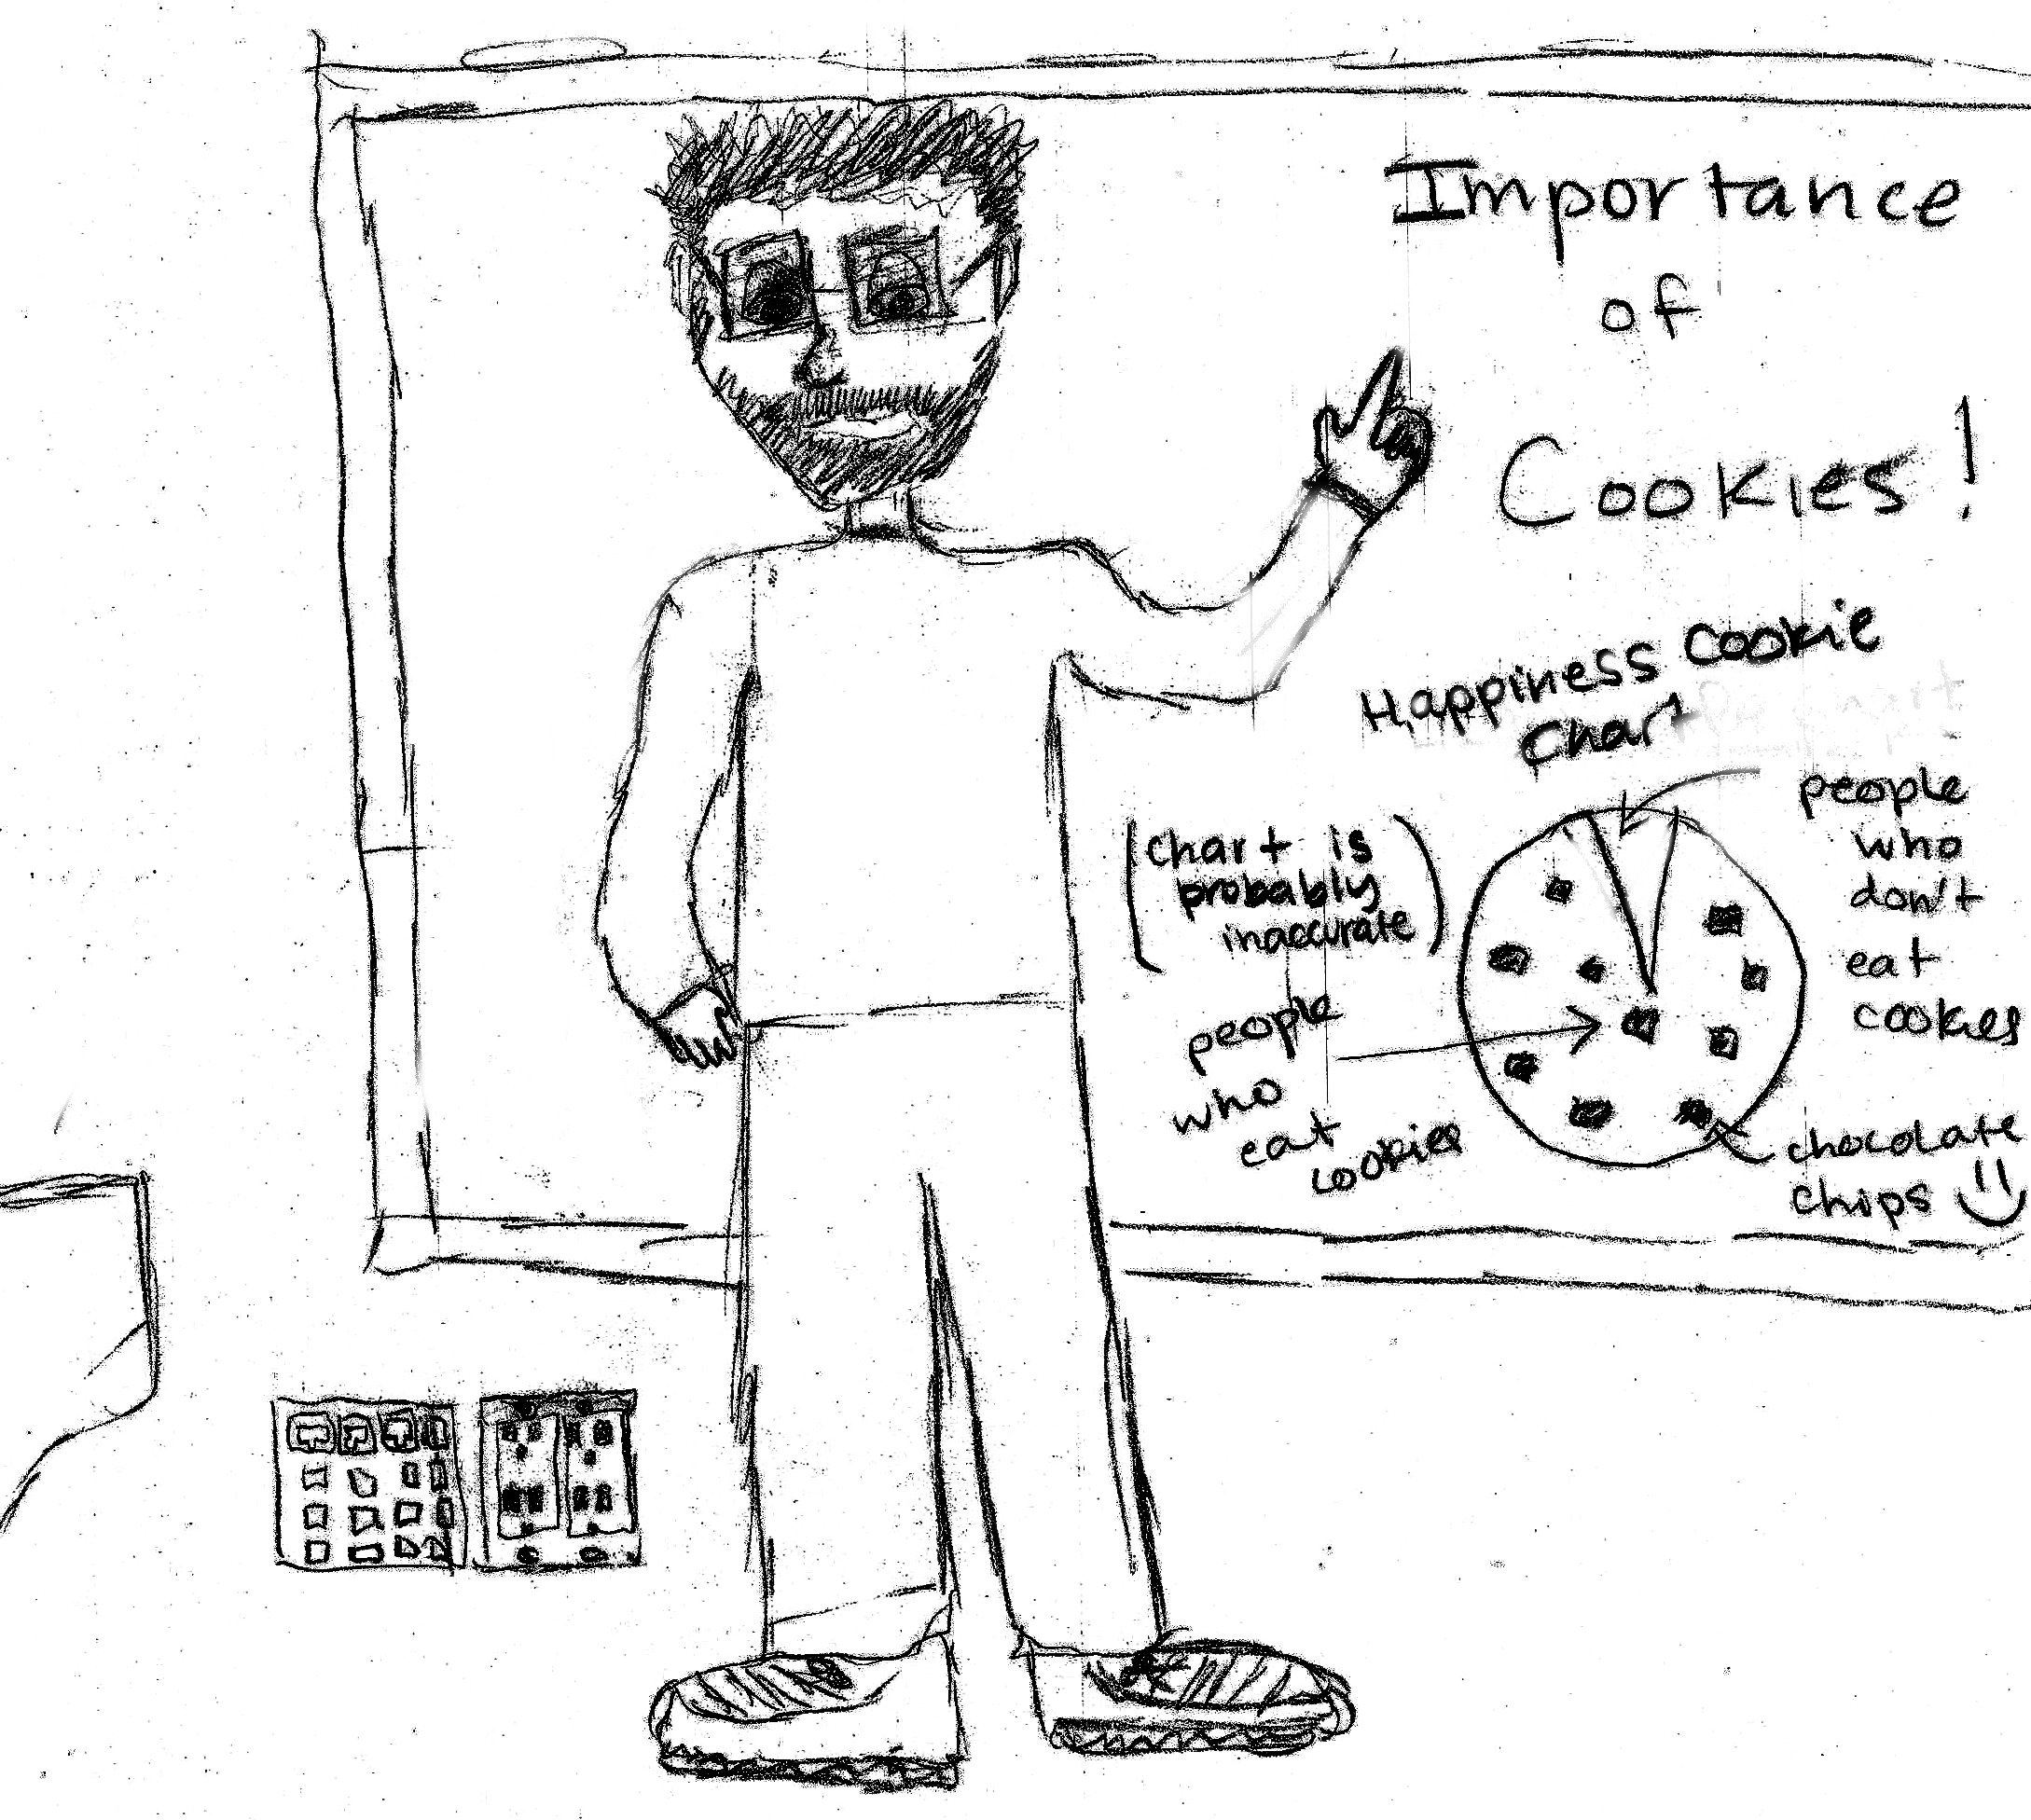 Importance
of
Cookies!
Happiness Cookie
Chart
(Chart is
probably
inaccurate)
people
who
don't
eat
cookies
people
who
eat
cookies
chocolate
chips